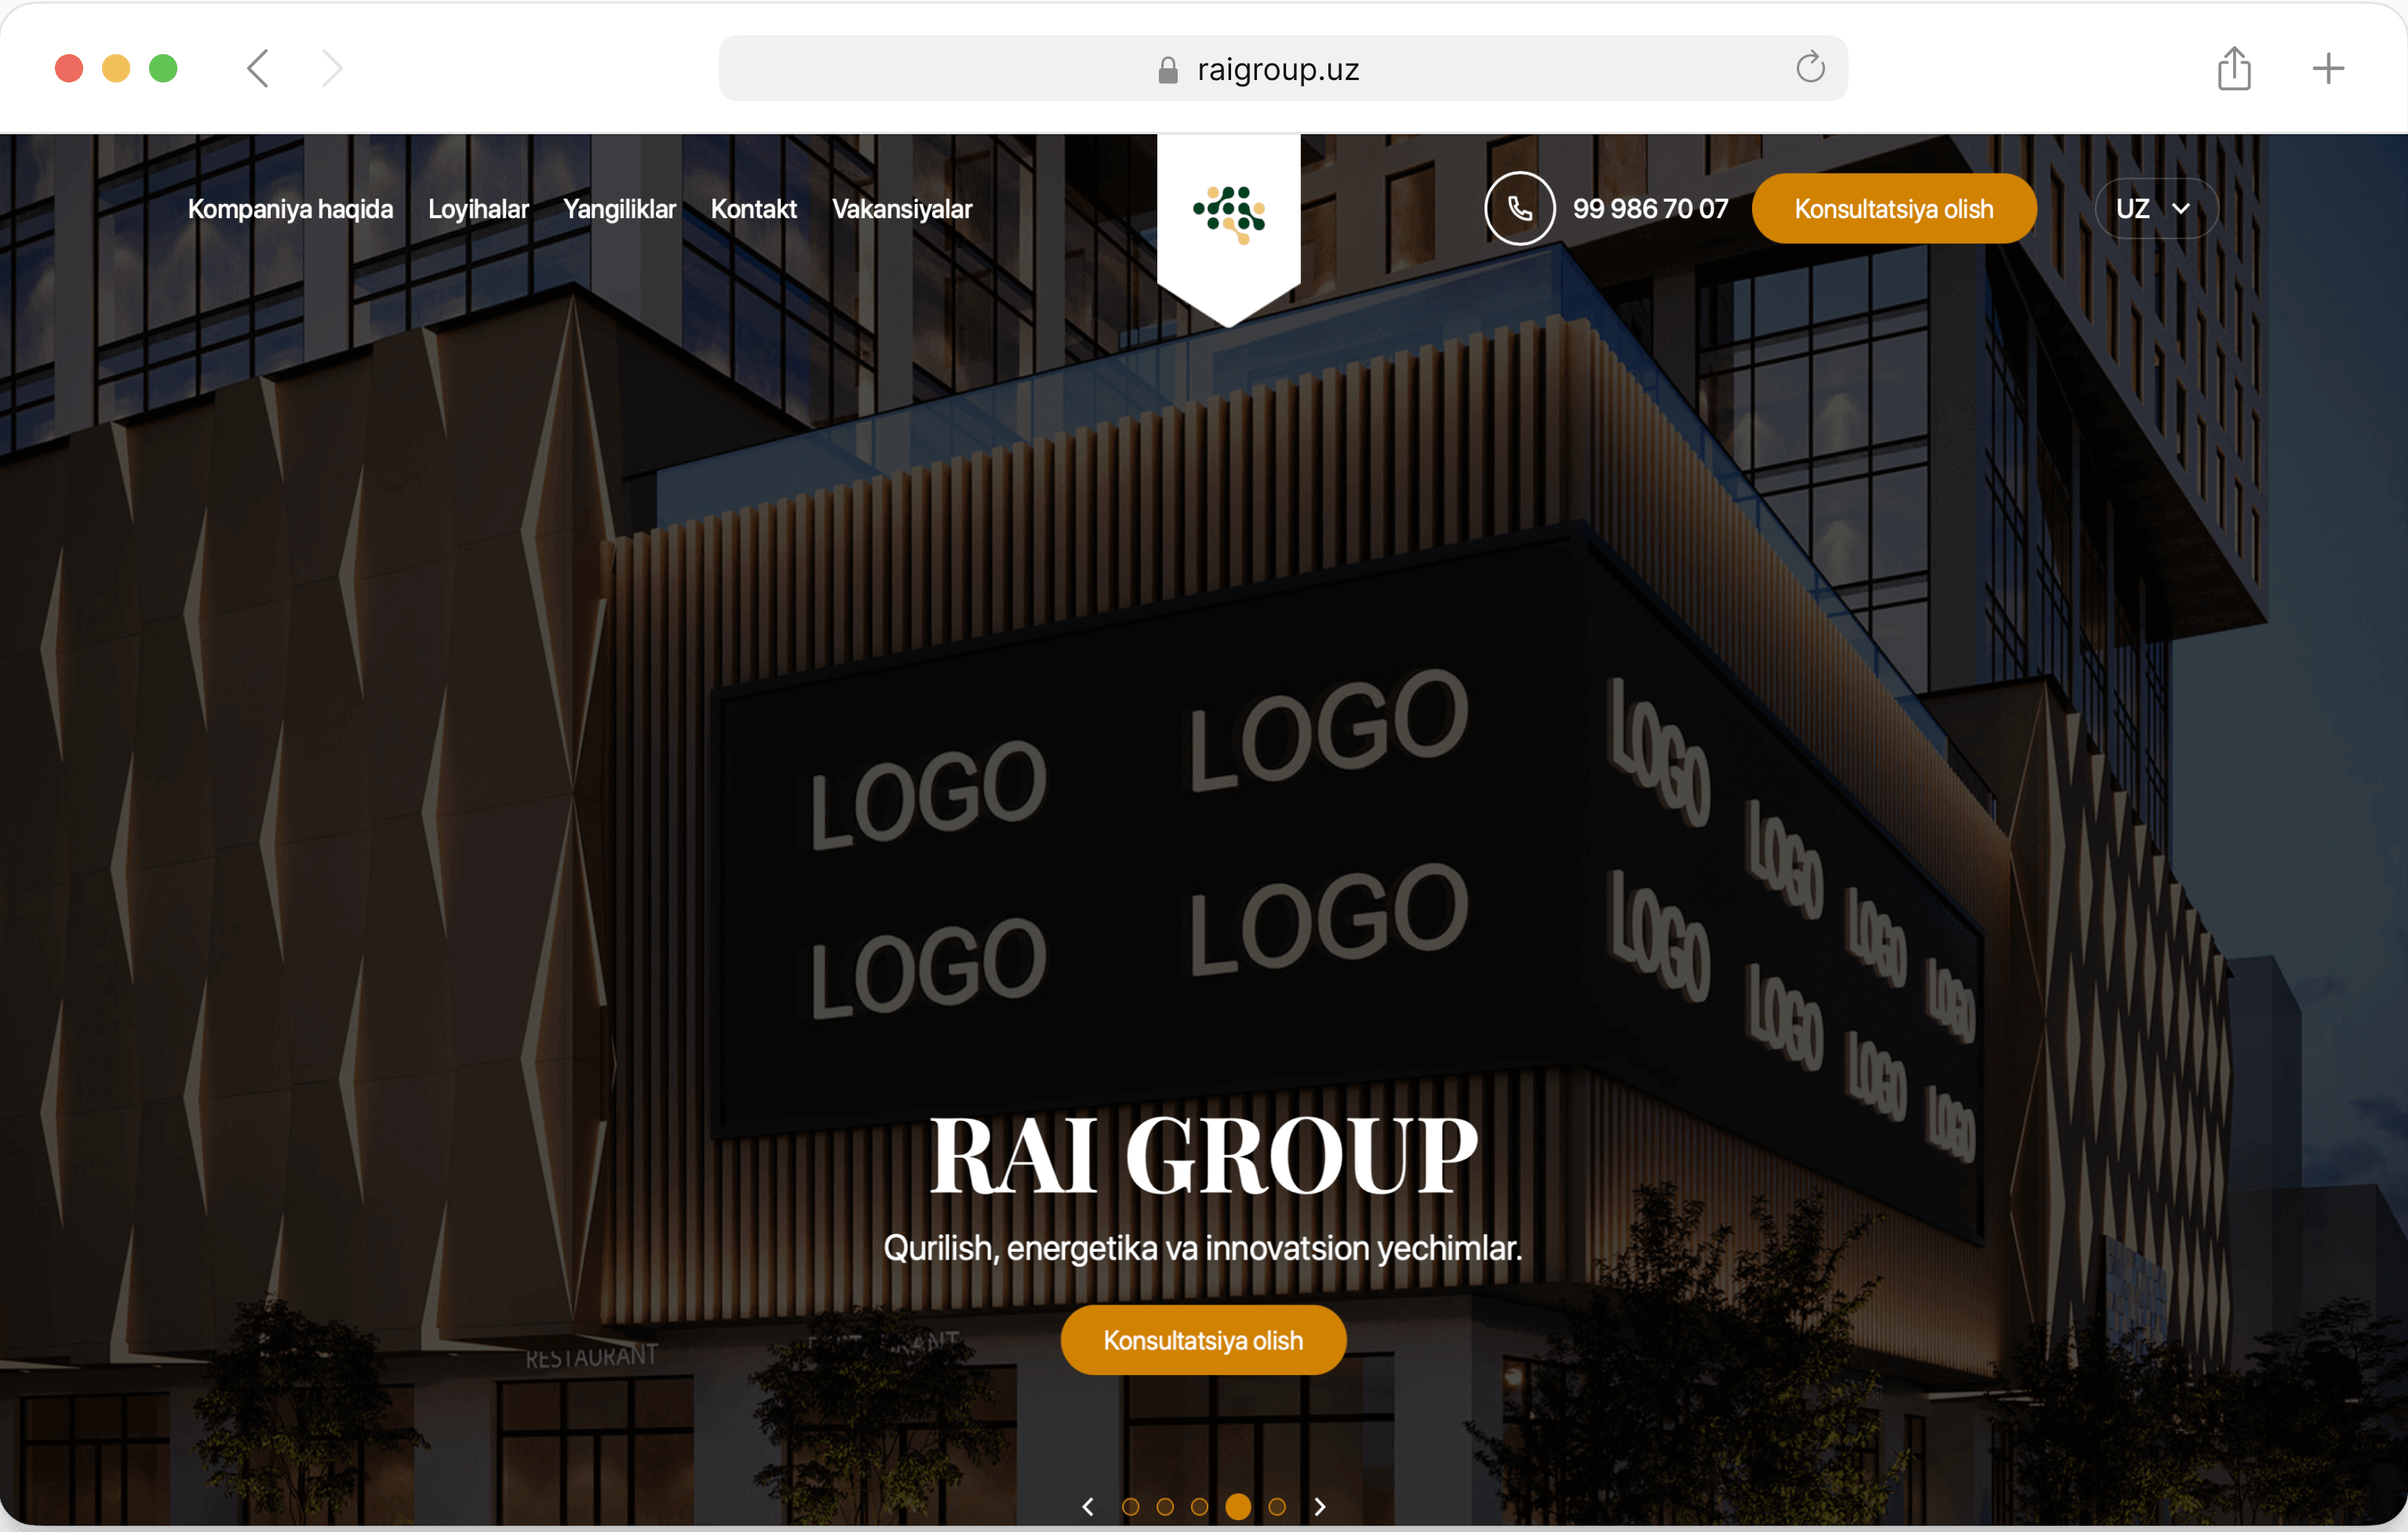 raigroup.uz
Kompaniya haqida Loyihalar Yangiliklar Kontakt Vakansiyalar 99 986 70 07 Konsultatsiya olish UZ
LOGO LOGO LOGO LOGO LOGO LOGO
LOGO LOGO LOGO LOGO LOGO LOGO
RAI GROUP
Qurilish, energetika va innovatsion yechimlar.
Konsultatsiya olish
RESTAURANT